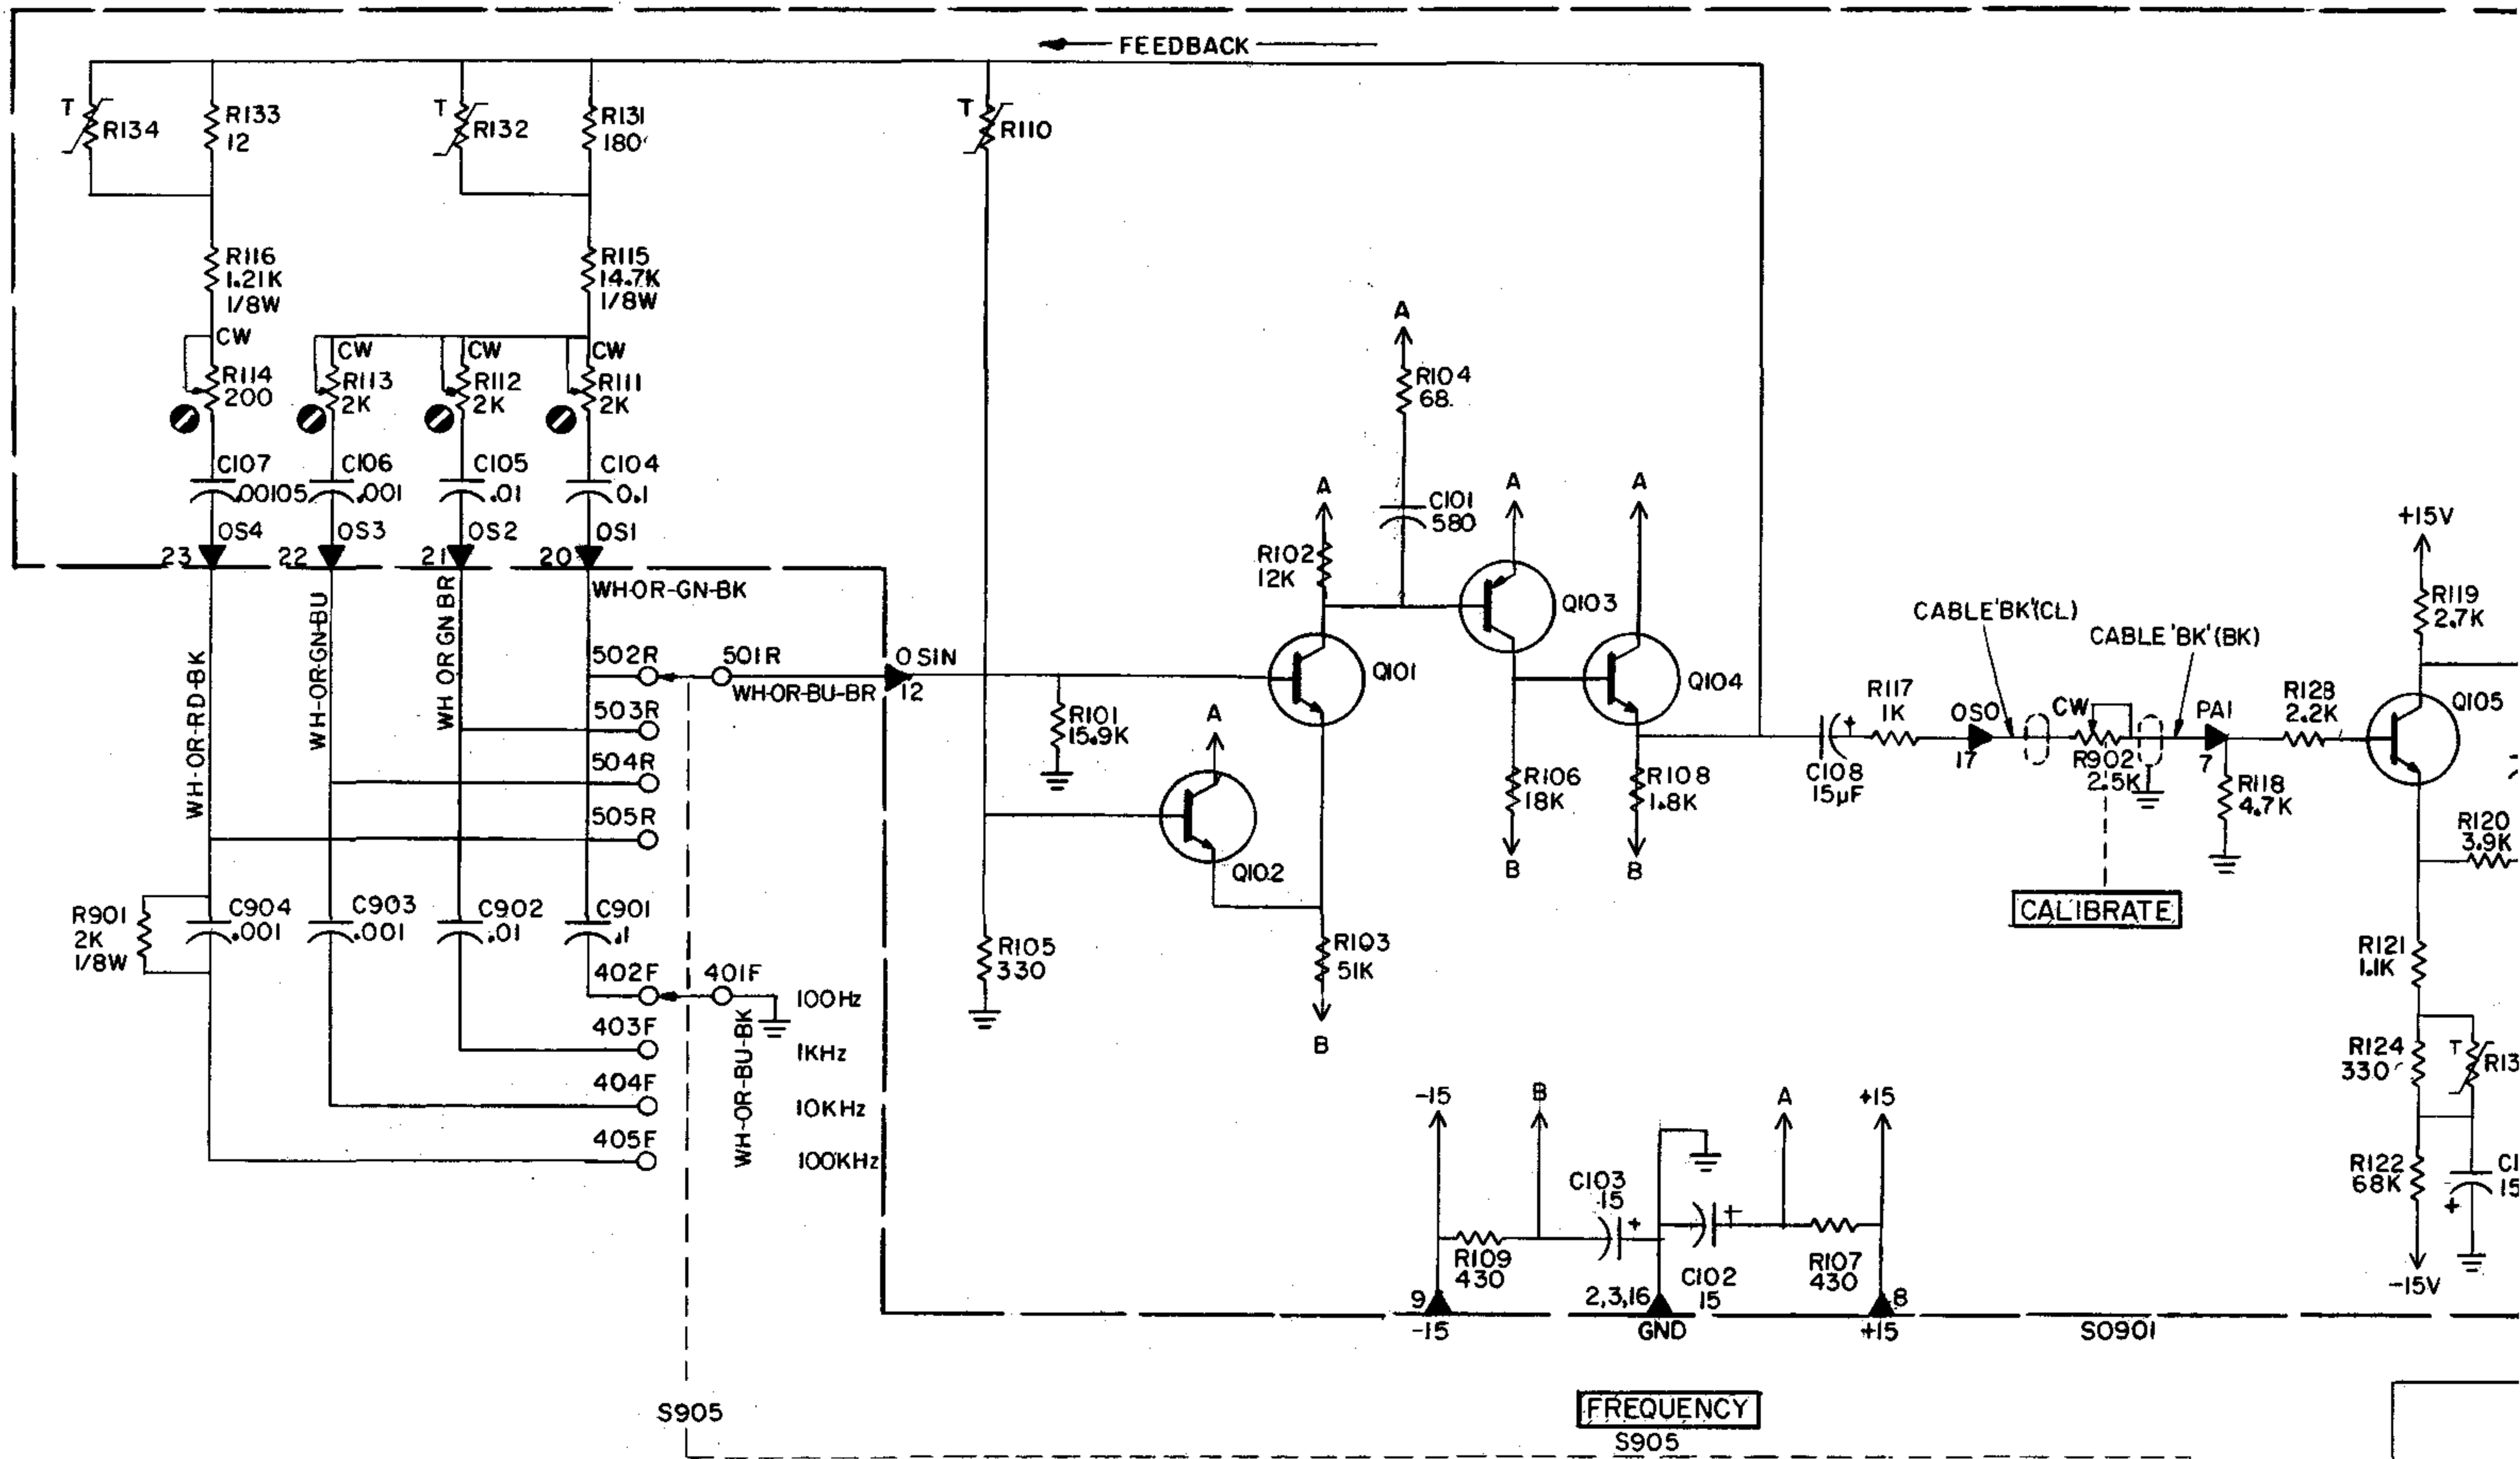 FEEDBACK
T
R134
R133
12
T
R132
R131
180
T
R110
R116
1.21K
1/8W
R115
14.7K
1/8W
CW
CW
CW
CW
R114
200
R113
2K
R112
2K
R111
2K
C107
.00105
C106
.001
C105
.01
C104
0.1
OS4
OS3
OS2
OS1
23
22
21
20
WH-OR-GN-BK
WH-OR-RD-BK
WH-OR-GN-BU
WH OR GN BR
502R
501R
WH-OR-BU-BR
OSIN
12
503R
504R
505R
R901
2K
1/8W
C904
.001
C903
.001
C902
.01
C901
.1
402F
401F
100Hz
403F
1KHz
404F
10KHz
405F
100KHz
WH-OR-BU-BK
R101
15.9K
A
Q102
R105
330
A
R104
68
C101
580
A
R102
12K
Q101
A
Q103
A
Q104
R103
51K
B
R106
18K
B
R108
1.8K
B
C108
15µF
R117
1K
OSO
17
CABLE'BK'(CL)
CABLE 'BK' (BK)
CW
R902
2.5K
CALIBRATE
PA1
7
R118
4.7K
R128
2.2K
+15V
R119
2.7K
Q105
R120
3.9K
R121
1.1K
R124
330
T
R13
R122
68K
C1
15
+
-15V
-15
B
A
+15
C103
15
+
+
R109
430
C102
15
R107
430
9
2,3,16
8
-15
GND
+15
SO901
S905
FREQUENCY
S905